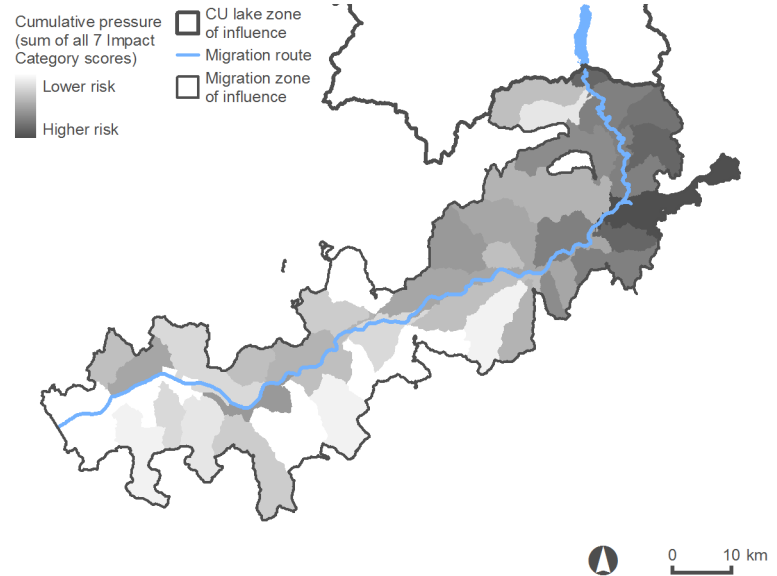 Cumulative pressure
(sum of all 7 Impact
Category scores)
Lower risk
Higher risk
CU lake zone
of influence
Migration route
Migration zone
of influence
0 10 km